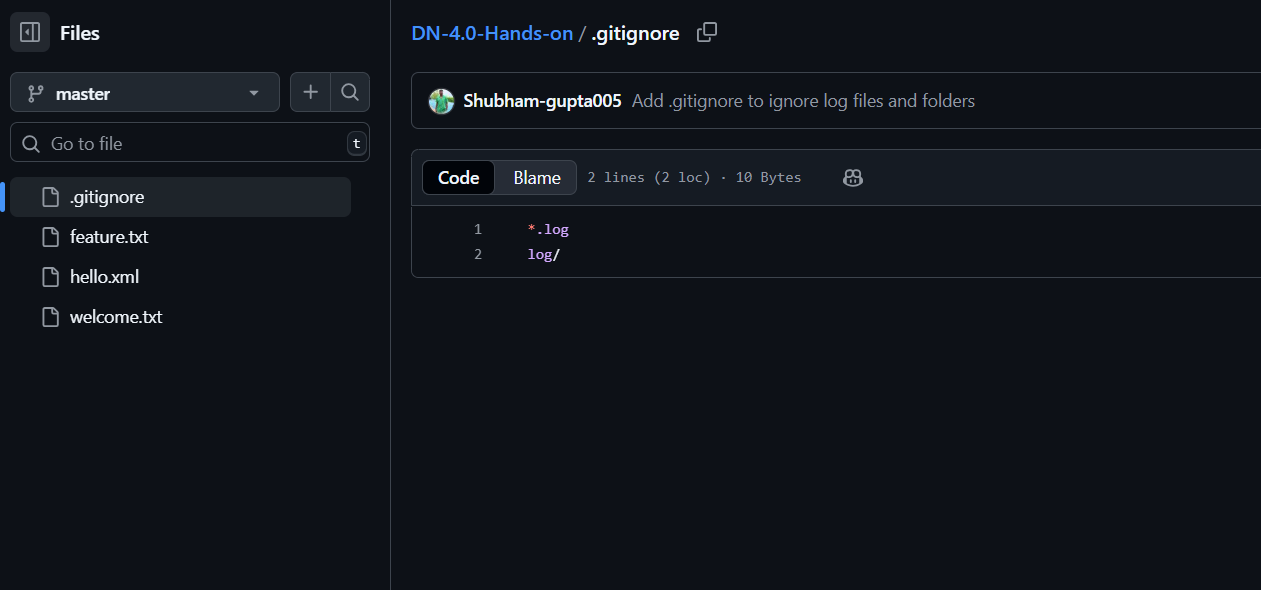 Files
master
Go to file
t
.gitignore
feature.txt
hello.xml
welcome.txt
DN-4.0-Hands-on / .gitignore
Shubham-gupta005 Add .gitignore to ignore log files and folders
Code Blame 2 lines (2 loc) · 10 Bytes
1 *.log
2 log/